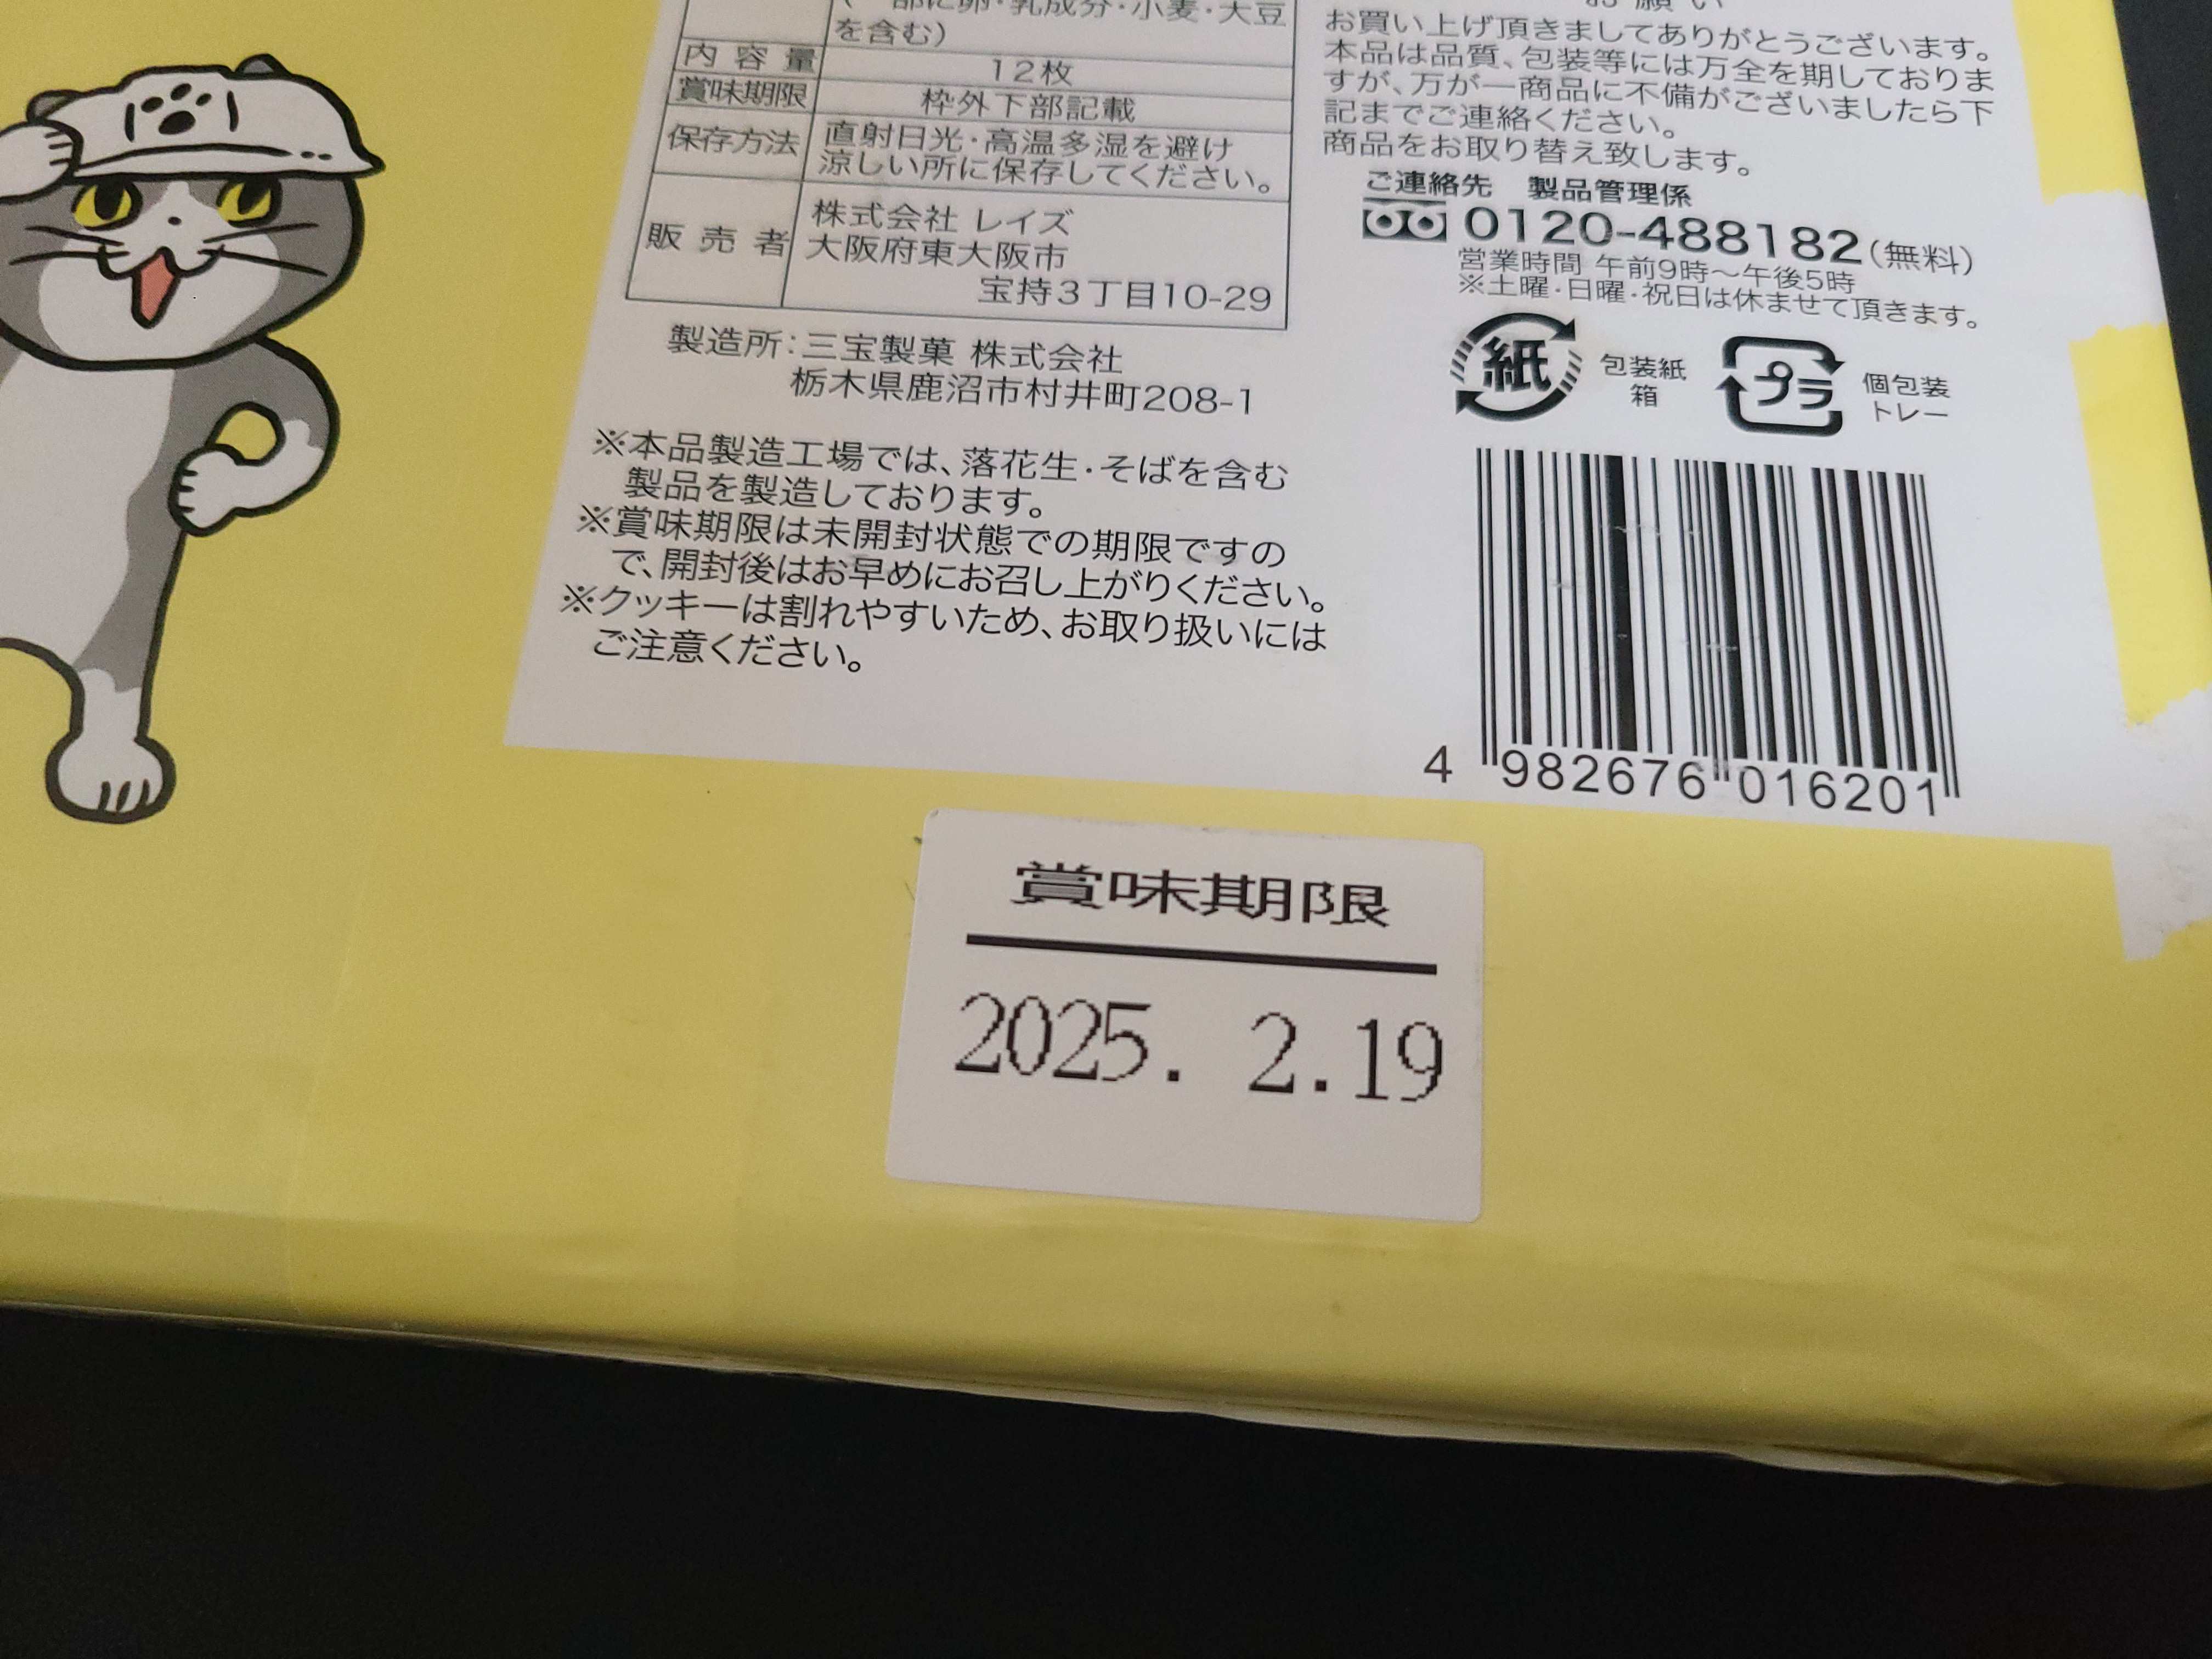 部に卵・乳成分・小麦・大豆
を含む)
内容量 12枚
賞味期限 枠外下部記載
保存方法 直射日光・高温多湿を避け
涼しい所に保存してください。
販売者 株式会社 レイズ
大阪府東大阪市
宝持3丁目10-29
製造所:三宝製菓 株式会社
栃木県鹿沼市村井町208-1
※本品製造工場では、落花生・そばを含む
製品を製造しております。
※賞味期限は未開封状態での期限ですの
で、開封後はお早めにお召し上がりください。
※クッキーは割れやすいため、お取り扱いには
ご注意ください。
お願い
お買い上げ頂きましてありがとうございます。
本品は品質、包装等には万全を期しておりま
すが、万が一商品に不備がございましたら下
記までご連絡ください。
商品をお取り替え致します。
ご連絡先 製品管理係
0120-488182(無料)
営業時間 午前9時〜午後5時
※土曜・日曜・祝日は休ませて頂きます。
紙 包装紙
箱
プラ 個包装
トレー
4 982676 016201
賞味期限
2025. 2.19